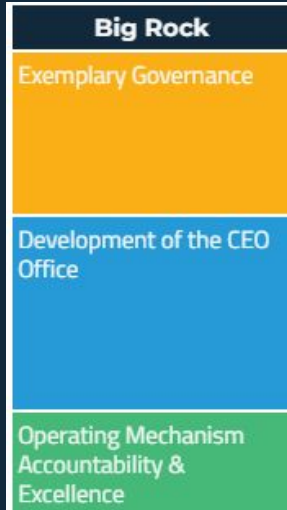 Big Rock
Exemplary Governance
Development of the CEO
Office
Operating Mechanism
Accountability &
Excellence